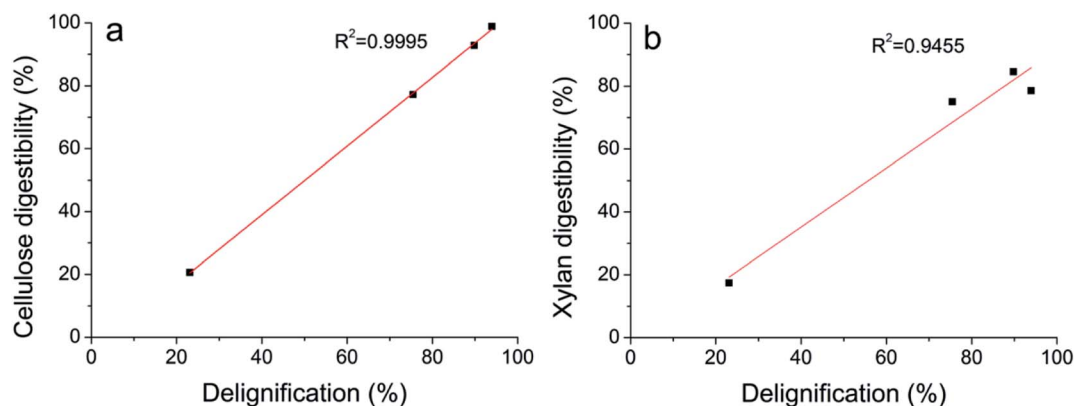 a
R²=0.9995
Cellulose digestibility (%)
100
80
60
40
20
0
0 20 40 60 80 100
Delignification (%)
b
R²=0.9455
Xylan digestibility (%)
100
80
60
40
20
0
0 20 40 60 80 100
Delignification (%)